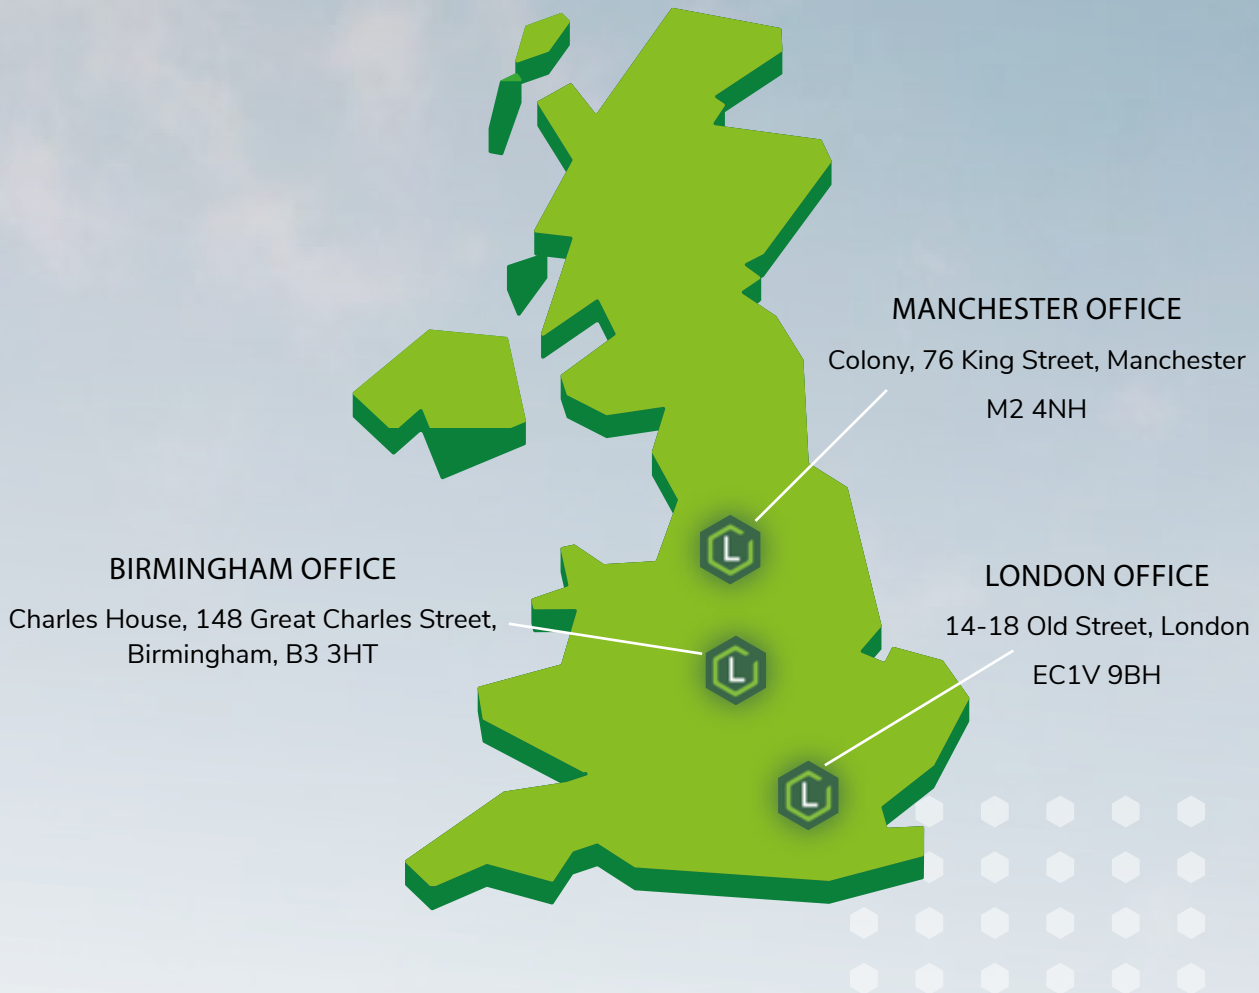 MANCHESTER OFFICE
Colony, 76 King Street, Manchester
M2 4NH
BIRMINGHAM OFFICE
Charles House, 148 Great Charles Street,
Birmingham, B3 3HT
LONDON OFFICE
14-18 Old Street, London
EC1V 9BH
L
L
L